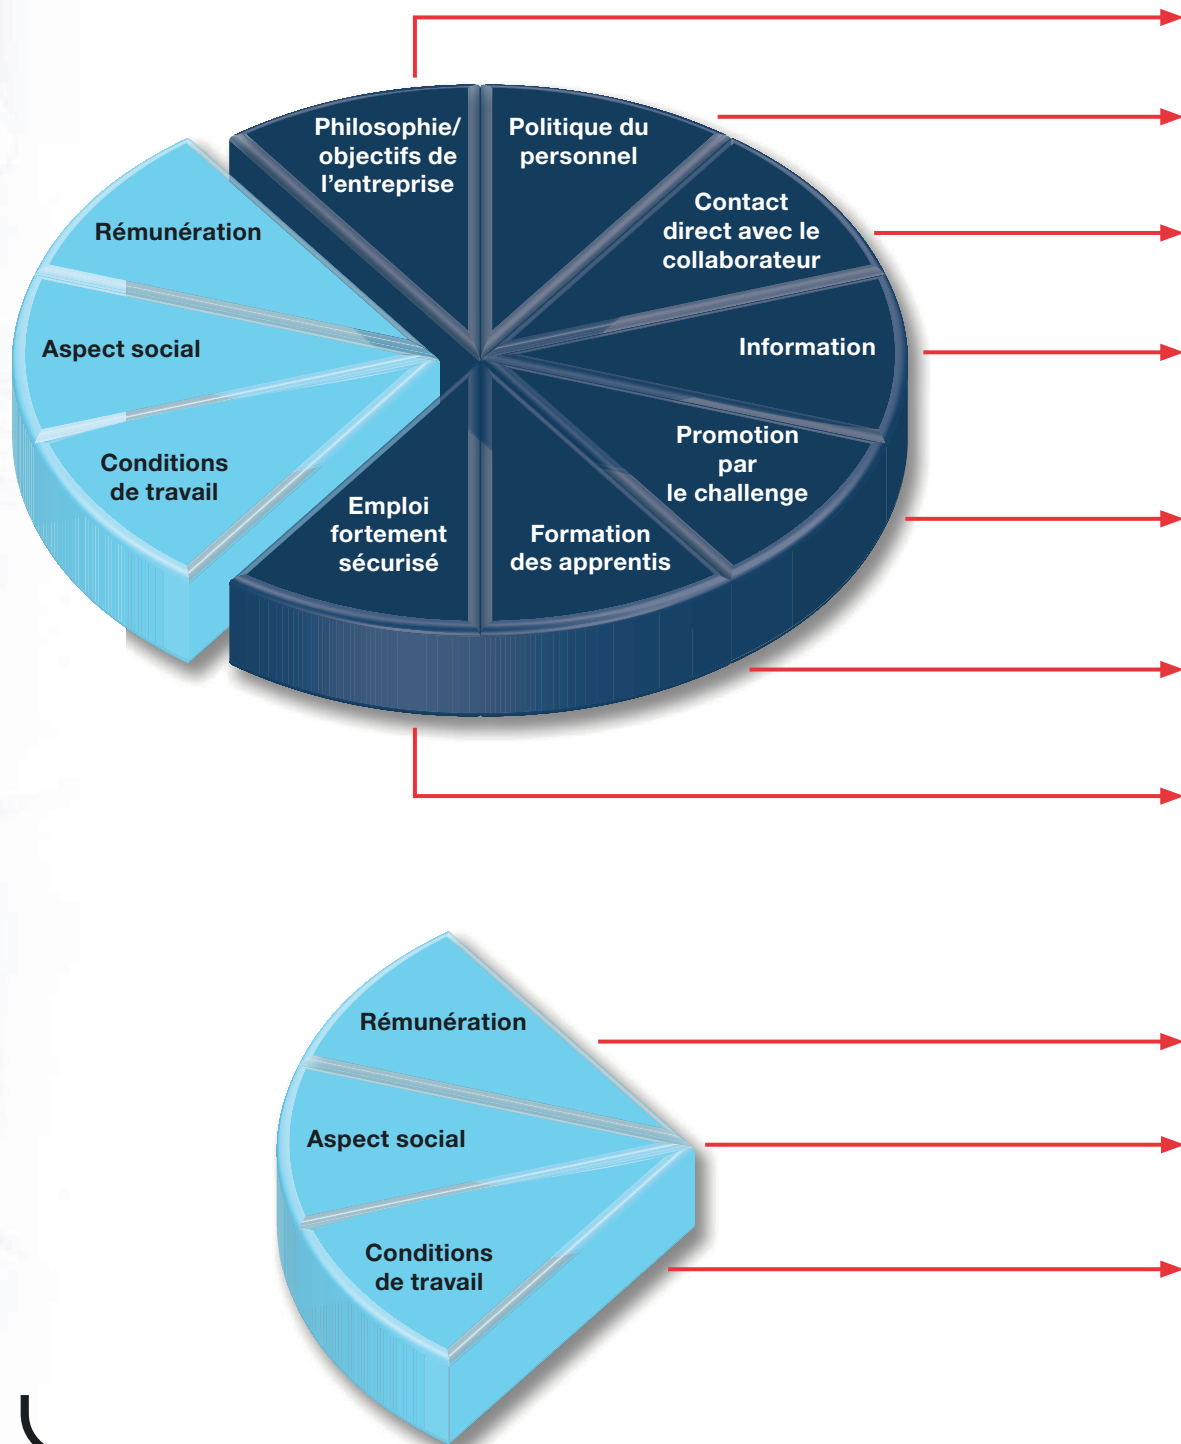 Philosophie/
objectifs de
l’entreprise
Politique du
personnel
Contact
direct avec le
collaborateur
Information
Promotion
par
le challenge
Formation
des apprentis
Emploi
fortement
sécurisé
Rémunération
Aspect social
Conditions
de travail
Rémunération
Aspect social
Conditions
de travail